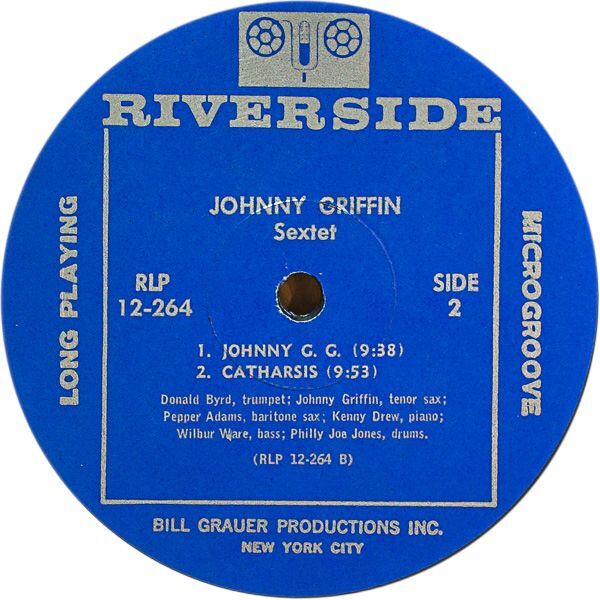 RIVERSIDE
JOHNNY GRIFFIN
Sextet
LONG PLAYING
MICROGROOVE
RLP
12-264
SIDE
2
1. JOHNNY G. G. (9:38)
2. CATHARSIS (9:53)
Donald Byrd, trumpet; Johnny Griffin, tenor sax;
Pepper Adams, baritone sax; Kenny Drew, piano;
Wilbur Ware, bass; Philly Joe Jones, drums.
(RLP 12-264 B)
BILL GRAUER PRODUCTIONS INC.
NEW YORK CITY